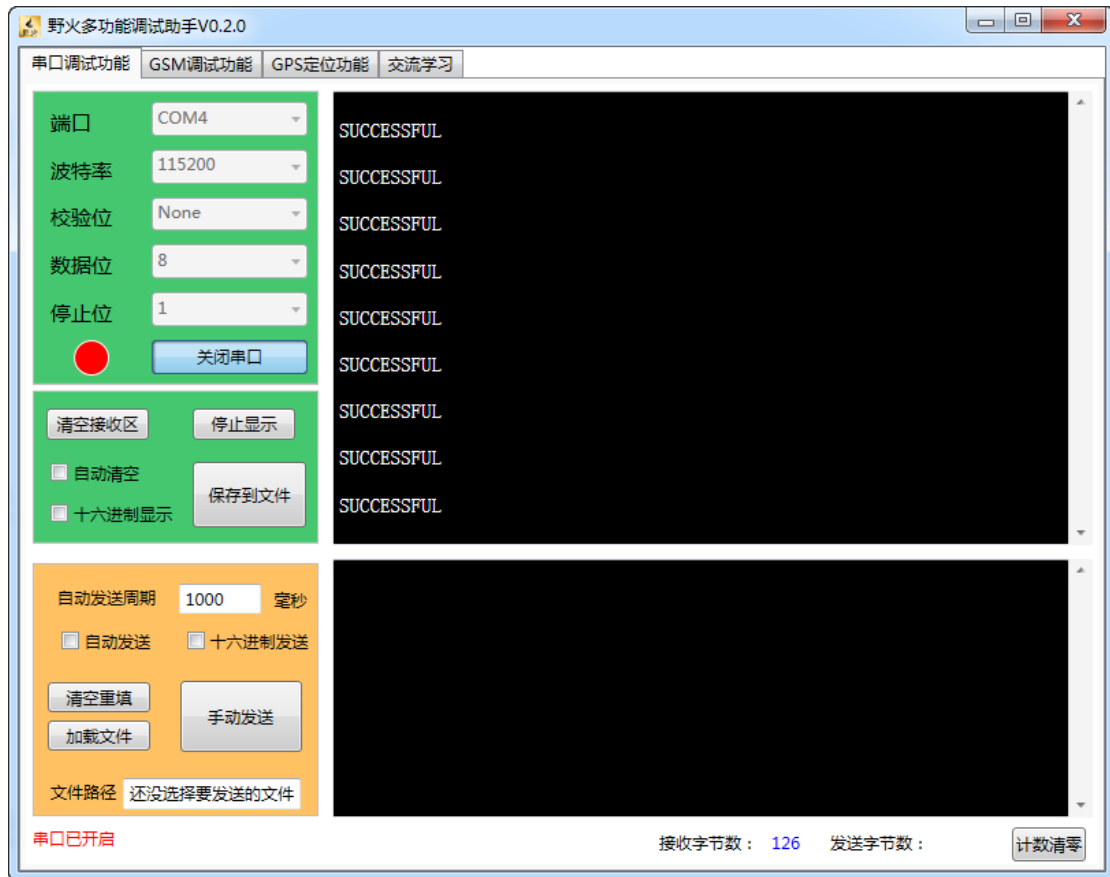 野火多功能调试助手V0.2.0
串口调试功能 GSM调试功能 GPS定位功能 交流学习
端口 COM4
波特率 115200
校验位 None
数据位 8
停止位 1
关闭串口
清空接收区 停止显示
自动清空
保存到文件
十六进制显示
SUCCESSFUL
SUCCESSFUL
SUCCESSFUL
SUCCESSFUL
SUCCESSFUL
SUCCESSFUL
SUCCESSFUL
SUCCESSFUL
SUCCESSFUL
自动发送周期 1000 毫秒
自动发送 十六进制发送
清空重填
手动发送
加载文件
文件路径 还没选择要发送的文件
串口已开启 接收字节数： 126 发送字节数： 计数清零